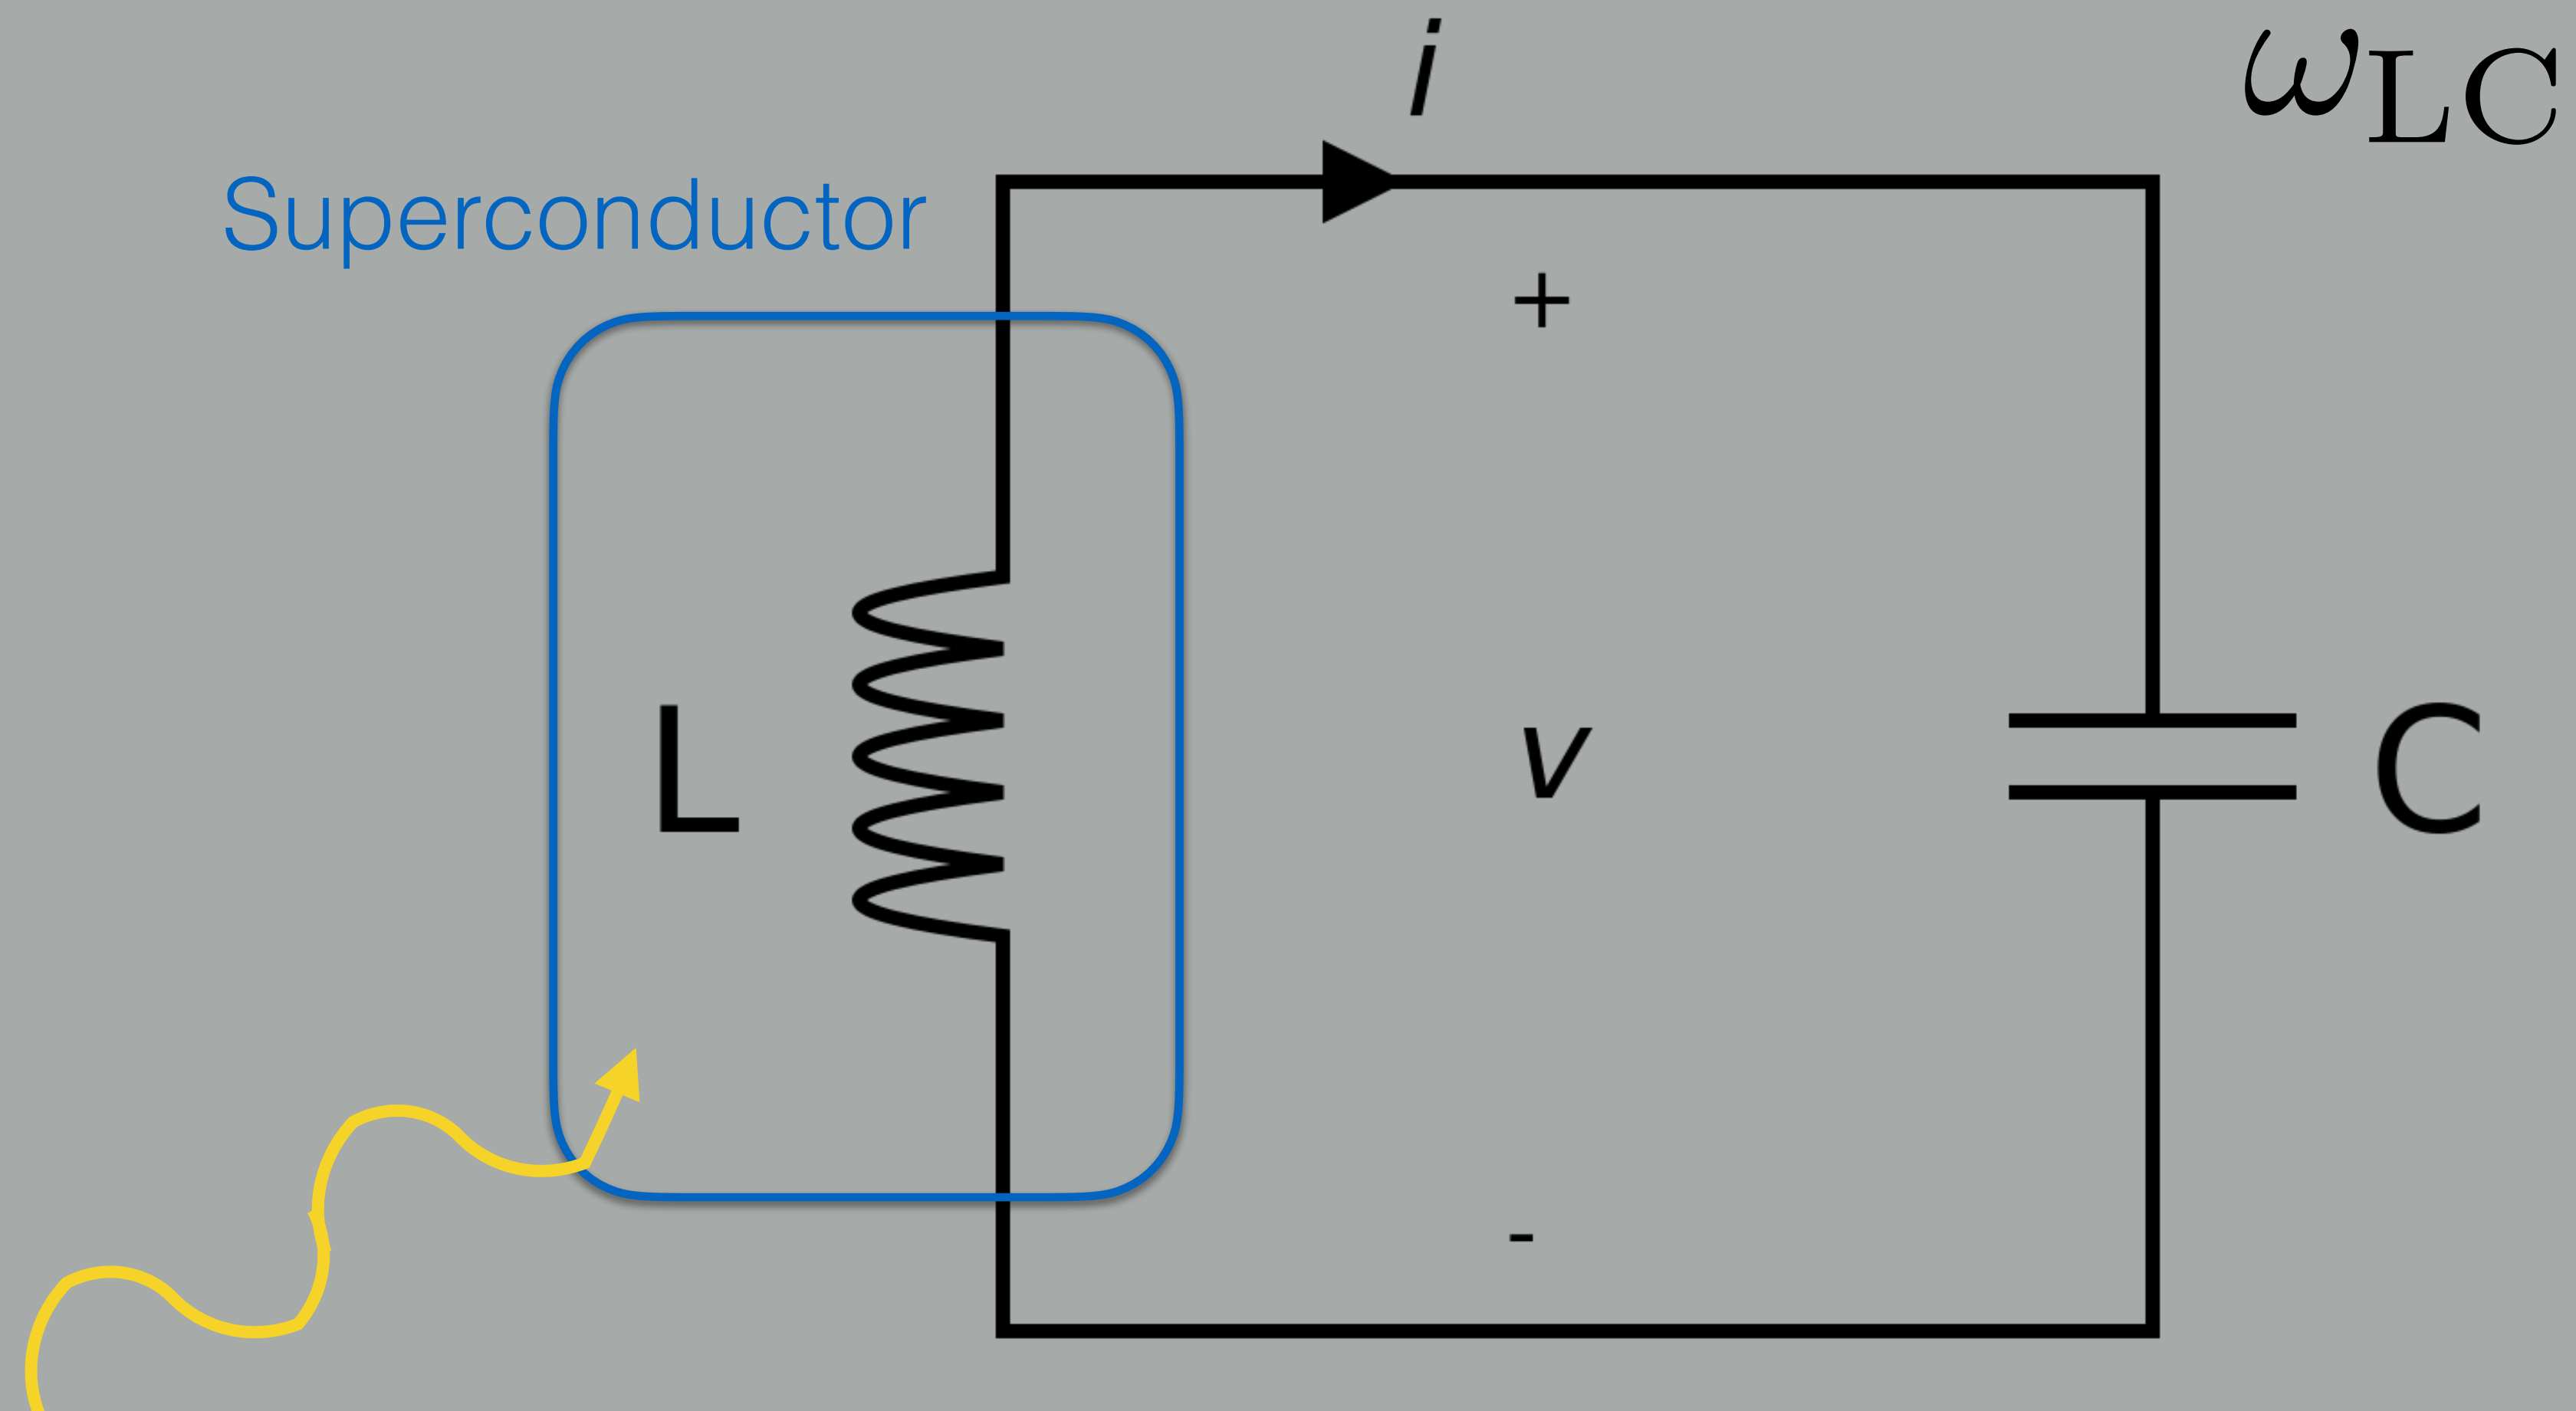 i
ω_LC
Superconductor
+
L
v
C
-